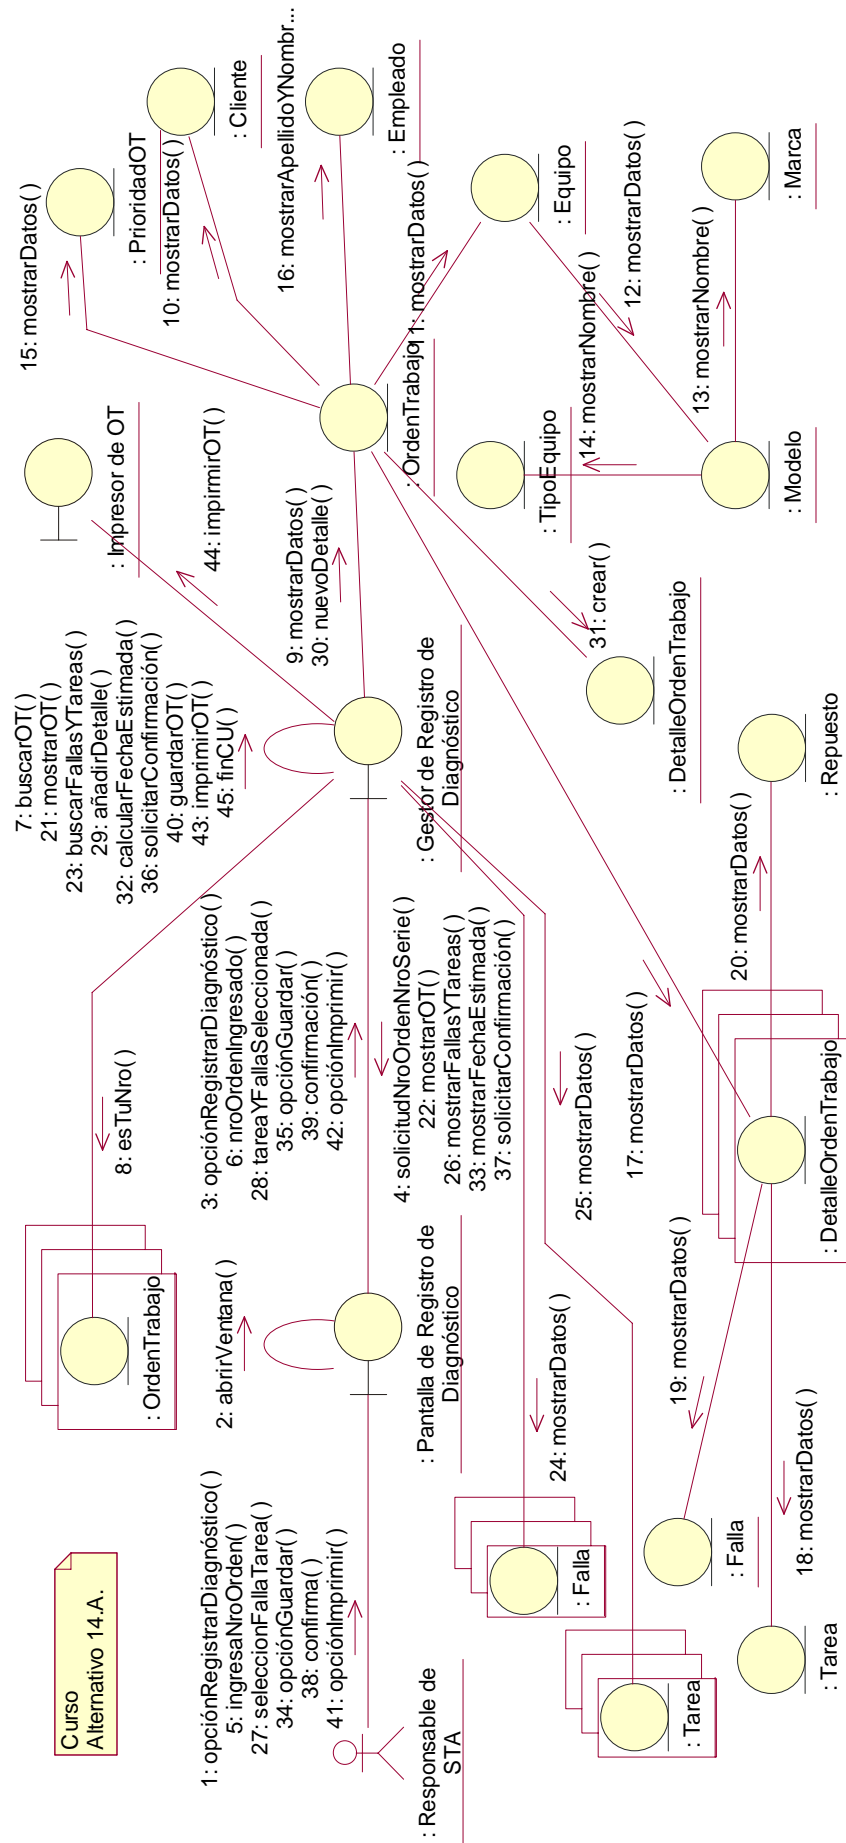 Curso
Alternativo 14.A.
1: opciónRegistrarDiagnóstico( )
5: ingresaNroOrden( )
27: seleccionFallaTarea( )
34: opciónGuardar( )
38: confirma( )
41: opciónImprimir( )
: Responsable de
STA
2: abrirVentana( )
: Pantalla de Registro de
Diagnóstico
: OrdenTrabajo
8: esTuNro( )
3: opciónRegistrarDiagnóstico( )
6: nroOrdenIngresado( )
28: tareaYFallaSeleccionada( )
35: opciónGuardar( )
39: confirmación( )
42: opciónImprimir( )
4: solicitudNroOrdenNroSerie( )
22: mostrarOT( )
26: mostrarFallasYTareas( )
33: mostrarFechaEstimada( )
37: solicitarConfirmación( )
7: buscarOT( )
21: mostrarOT( )
23: buscarFallasYTareas( )
29: añadirDetalle( )
32: calcularFechaEstimada( )
36: solicitarConfirmación( )
40: guardarOT( )
43: imprimirOT( )
45: finCU( )
: Gestor de Registro de
Diagnóstico
: Impresor de OT
44: impirmirOT( )
9: mostrarDatos( )
30: nuevoDetalle( )
: OrdenTrabajo
15: mostrarDatos( )
: PrioridadOT
10: mostrarDatos( )
: Cliente
16: mostrarApellidoYNombr...
: Empleado
11: mostrarDatos( )
: Equipo
12: mostrarDatos( )
14: mostrarNombre( )
: TipoEquipo
13: mostrarNombre( )
: Marca
: Modelo
31: crear( )
: DetalleOrdenTrabajo
: Repuesto
20: mostrarDatos( )
17: mostrarDatos( )
: DetalleOrdenTrabajo
25: mostrarDatos( )
24: mostrarDatos( )
: Falla
: Tarea
19: mostrarDatos( )
: Falla
18: mostrarDatos( )
: Tarea